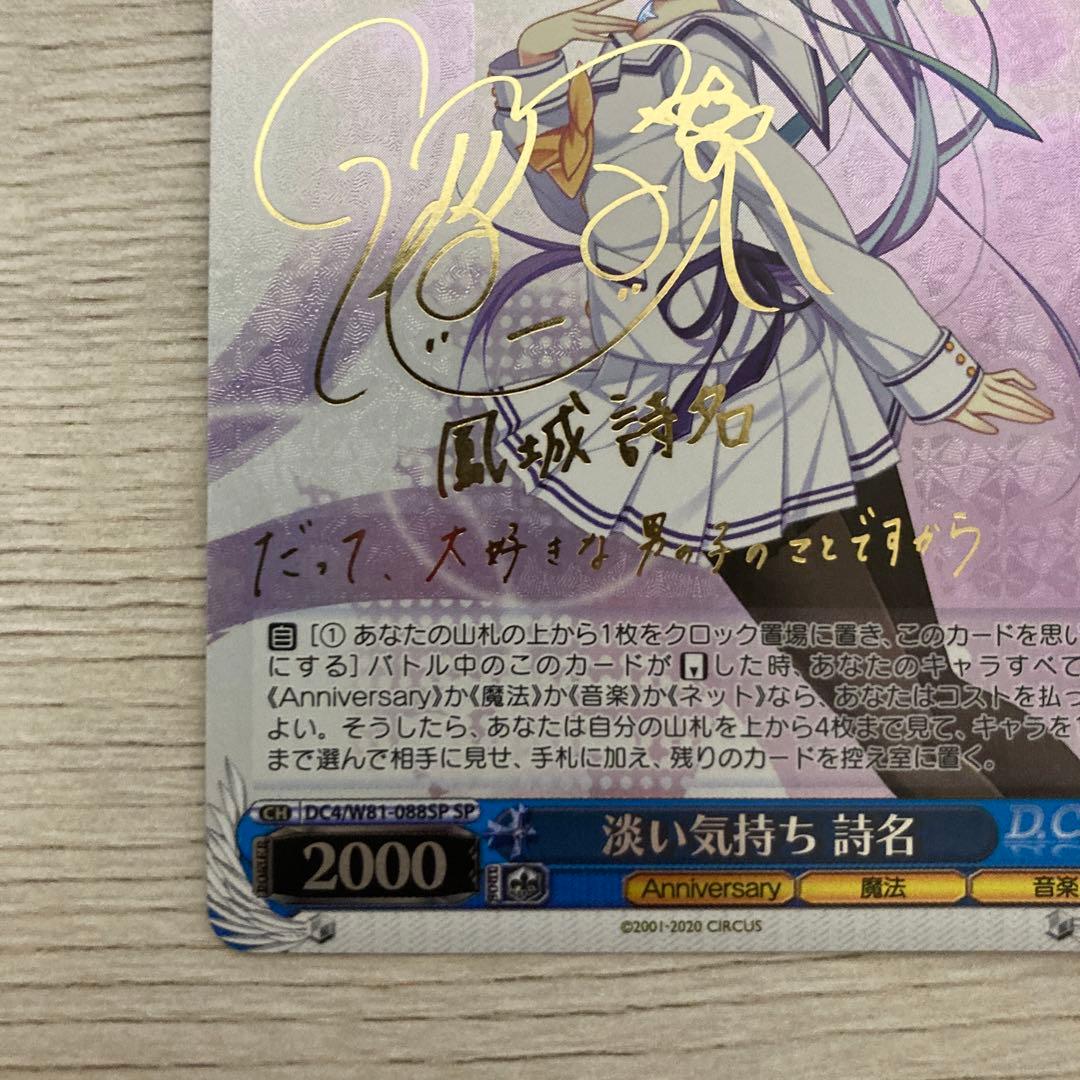 鳳城 詩名
だって、大好きな男の子のことですから
自 [① あなたの山札の上から1枚をクロック置場に置き、このカードを思い
にする] バトル中のこのカードが した時、あなたのキャラすべて
《Anniversary》か《魔法》か《音楽》か《ネット》なら、あなたはコストを払っ
よい。そうしたら、あなたは自分の山札を上から4枚まで見て、キャラを1
まで選んで相手に見せ、手札に加え、残りのカードを控え室に置く。
CH DC4/W81-088SP SP
淡い気持ち 詩名
D.C
POWER 2000 SOUL
Anniversary 魔法 音楽
©2001-2020 CIRCUS